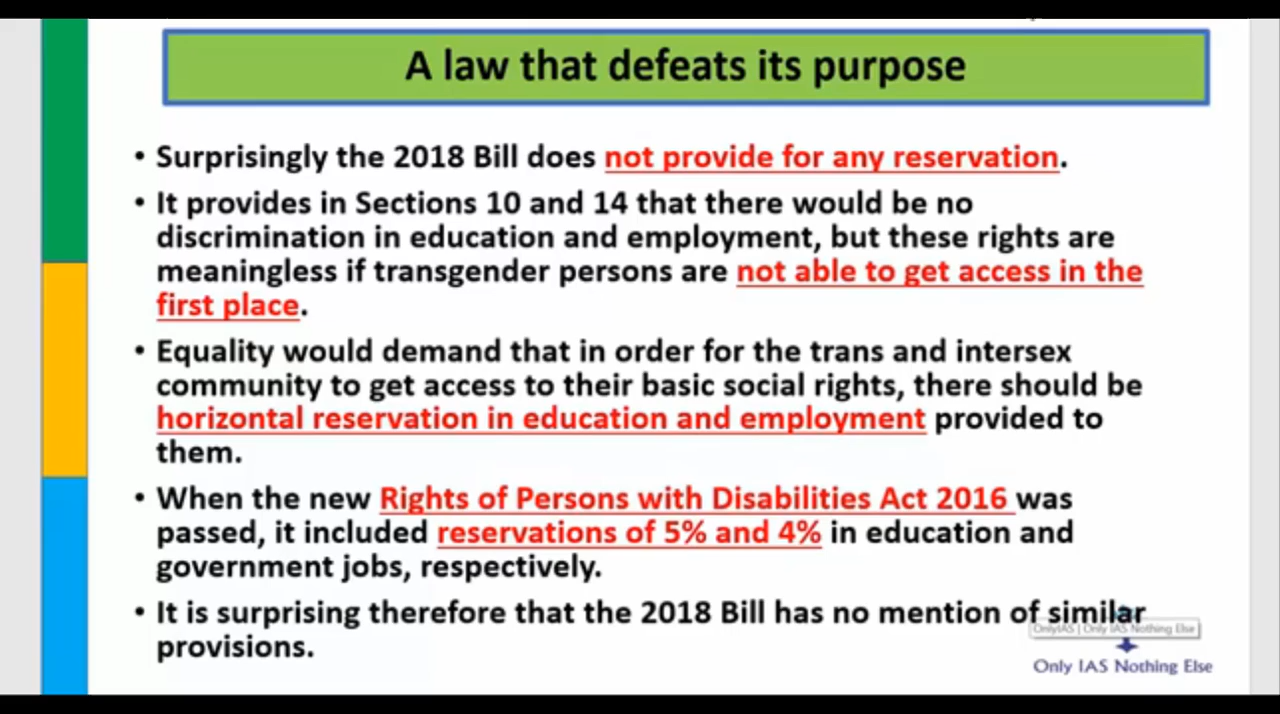 A law that defeats its purpose
• Surprisingly the 2018 Bill does not provide for any reservation.
• It provides in Sections 10 and 14 that there would be no
discrimination in education and employment, but these rights are
meaningless if transgender persons are not able to get access in the
first place.
• Equality would demand that in order for the trans and intersex
community to get access to their basic social rights, there should be
horizontal reservation in education and employment provided to
them.
• When the new Rights of Persons with Disabilities Act 2016 was
passed, it included reservations of 5% and 4% in education and
government jobs, respectively.
• It is surprising therefore that the 2018 Bill has no mention of similar
provisions.
OnlyIAS | Only IAS Nothing Else
Only IAS Nothing Else